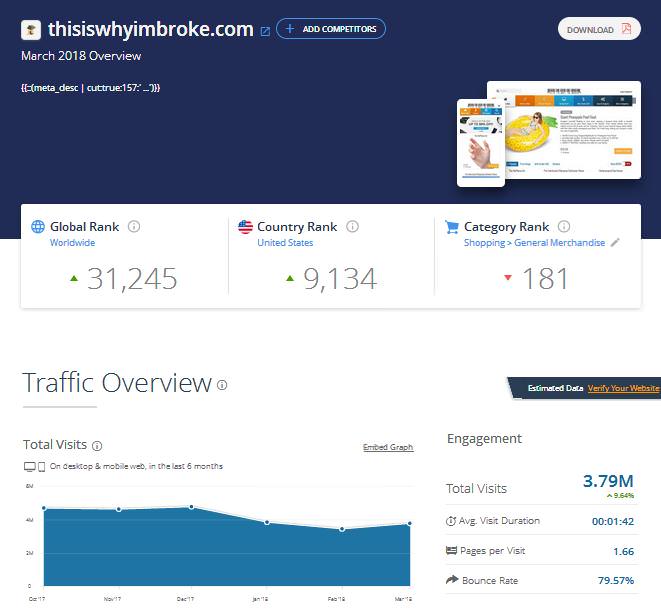 thisiswhyimbroke.com
+ ADD COMPETITORS
DOWNLOAD
March 2018 Overview
{{::(meta_desc | cut:true:157:' ...')}}
Global Rank
Worldwide
31,245
Country Rank
United States
9,134
Category Rank
Shopping > General Merchandise
181
Traffic Overview
Estimated Data Verify Your Website
Total Visits
Embed Graph
On desktop & mobile web, in the last 6 months
6M
4M
2M
0
Oct '17 Nov'17 Dec'17 Jan '18 Feb '18 Mar '18
Engagement
Total Visits 3.79M
9.64%
Avg. Visit Duration 00:01:42
Pages per Visit 1.66
Bounce Rate 79.57%